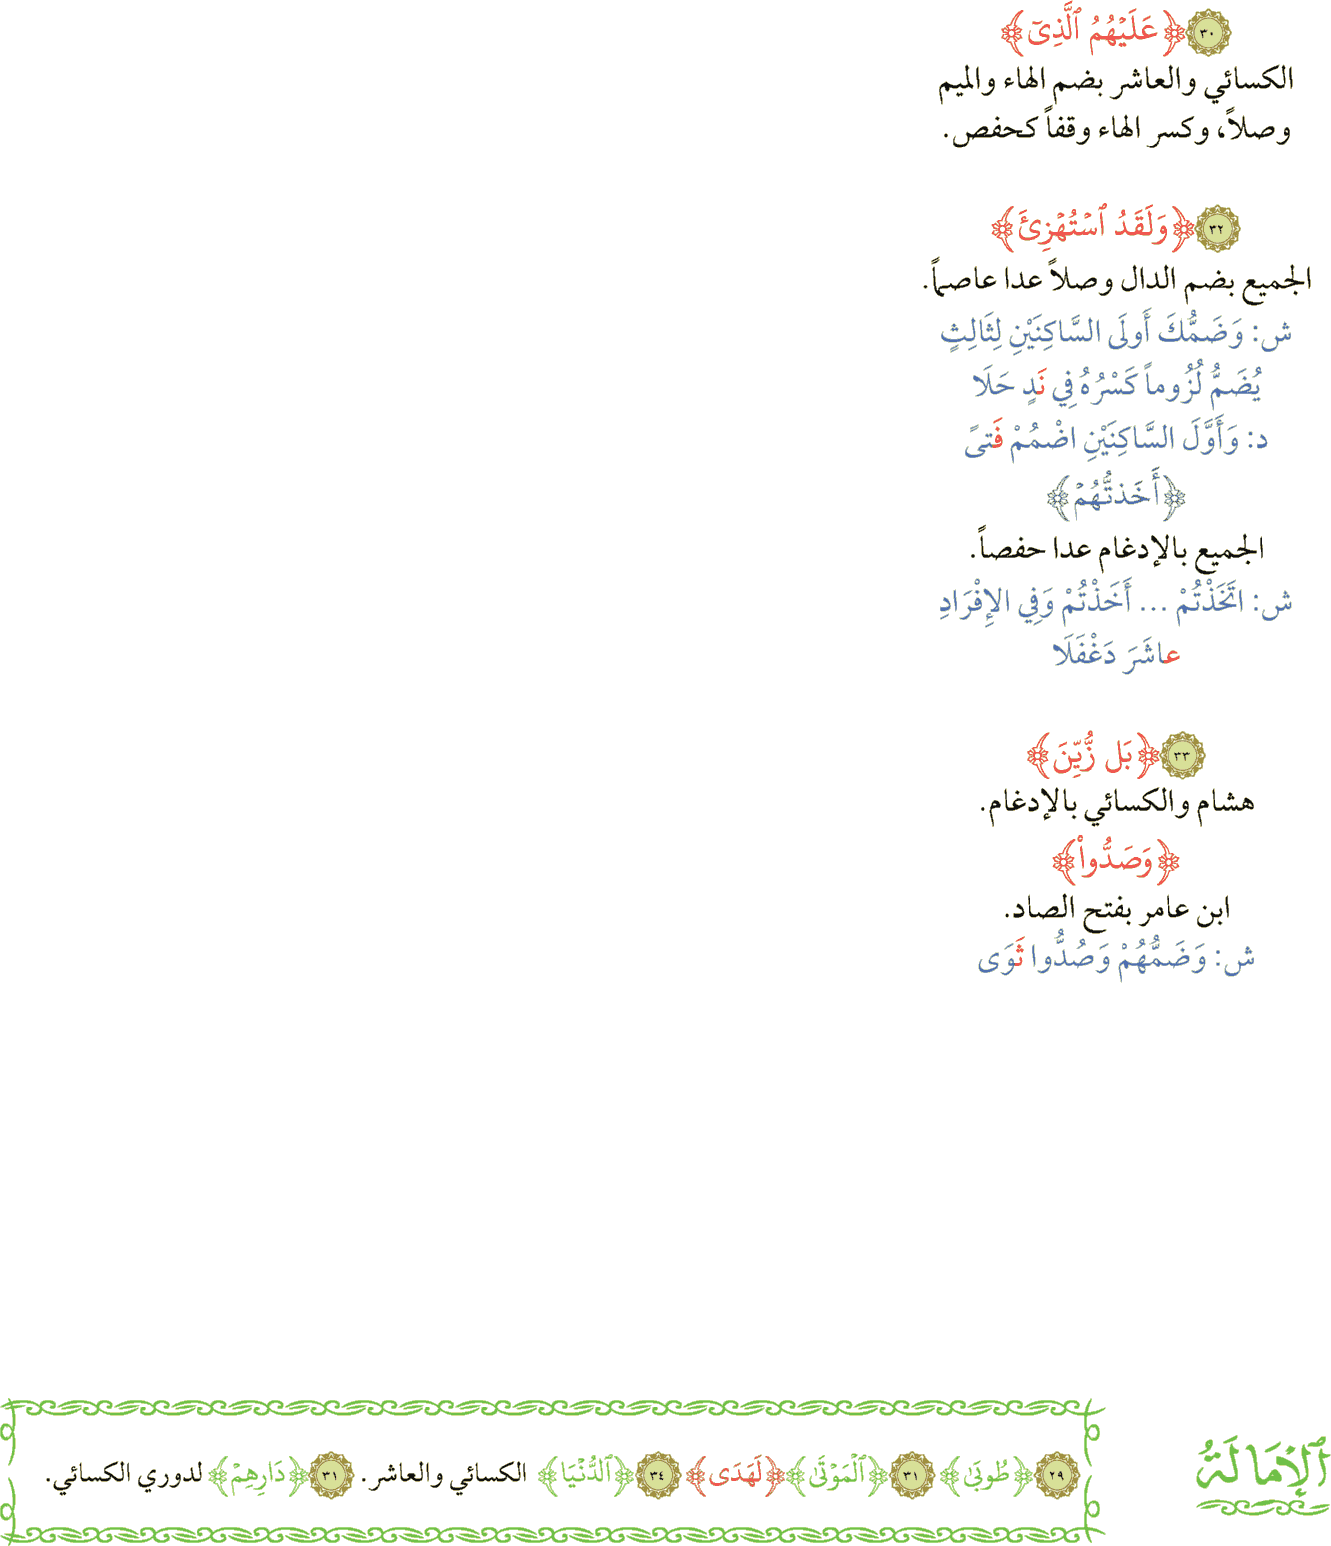 ٣٠ ﴿عَلَيْهُمُ ٱلَّذِىٓ﴾
الكسائي والعاشر بضم الهاء والميم
وصلاً، وكسر الهاء وقفاً كحفص.
٣٢ ﴿وَلَقَدُ ٱسْتُهْزِئَ﴾
الجميع بضم الدال وصلاً عدا عاصماً.
ش: وَضَمُّكَ أَولَى السَّاكِنَيْنِ لِثَالِثٍ
يُضَمُّ لُزُوماً كَسْرُهُ فِي نَدٍ حَلَا
د: وَأَوَّلَ السَّاكِنَيْنِ اضْمُمْ فَتىً
﴿أَخَذتُّهُمْ﴾
الجميع بالإدغام عدا حفصاً.
ش: اتَّخَذْتُمْ ... أَخَذْتُمْ وَفِي الإِفْرَادِ
عاشَرَ دَغْفَلَا
٣٣ ﴿بَل زُّيِّنَ﴾
هشام والكسائي بالإدغام.
﴿وَصَدُّواْ﴾
ابن عامر بفتح الصاد.
ش: وَضَمُّهُمْ وَصُدُّوا ثَوَى
ٱلْإِمَالَةُ
٢٩ ﴿طُوبَىٰ﴾ ٣١ ﴿ٱلْمَوْتَىٰ﴾ ﴿لَهَدَى﴾ ٣٤ ﴿ٱلدُّنْيَا﴾ الكسائي والعاشر. ٣١ ﴿دَارِهِمْ﴾ لدوري الكسائي.